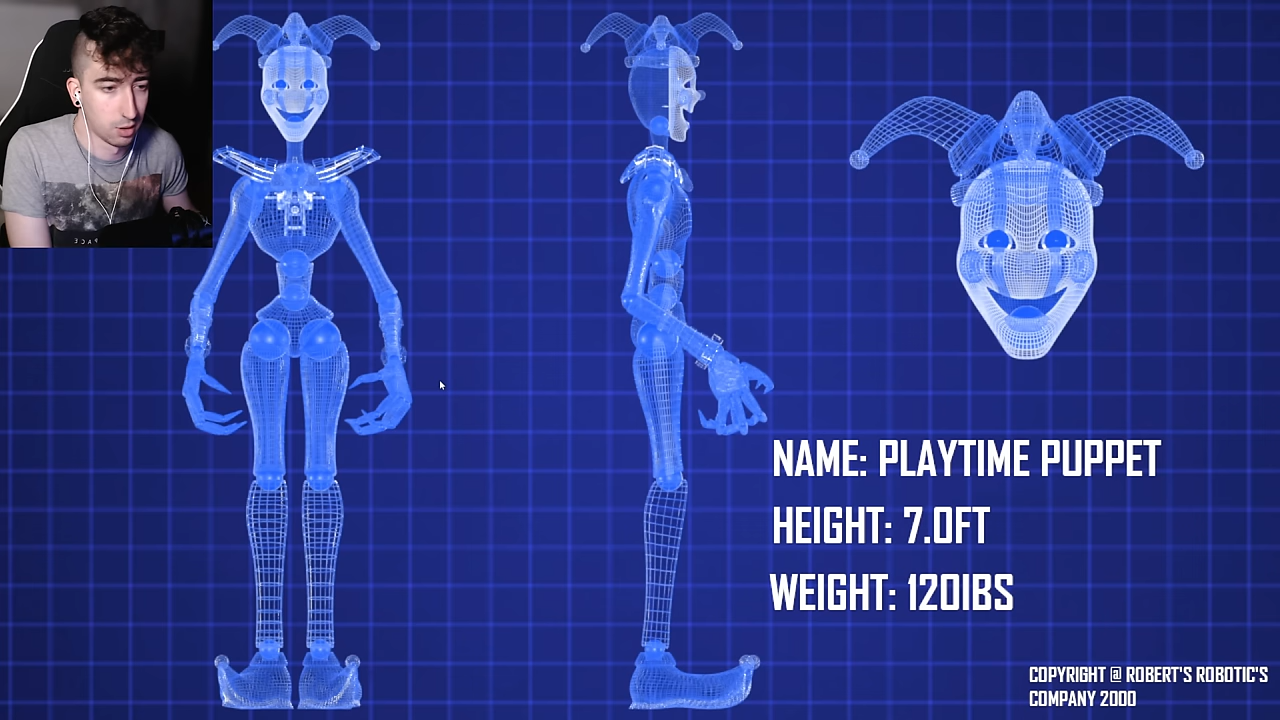 NAME: PLAYTIME PUPPET
HEIGHT: 7.0FT
WEIGHT: 120IBS
COPYRIGHT @ ROBERT'S ROBOTIC'S
COMPANY 2000